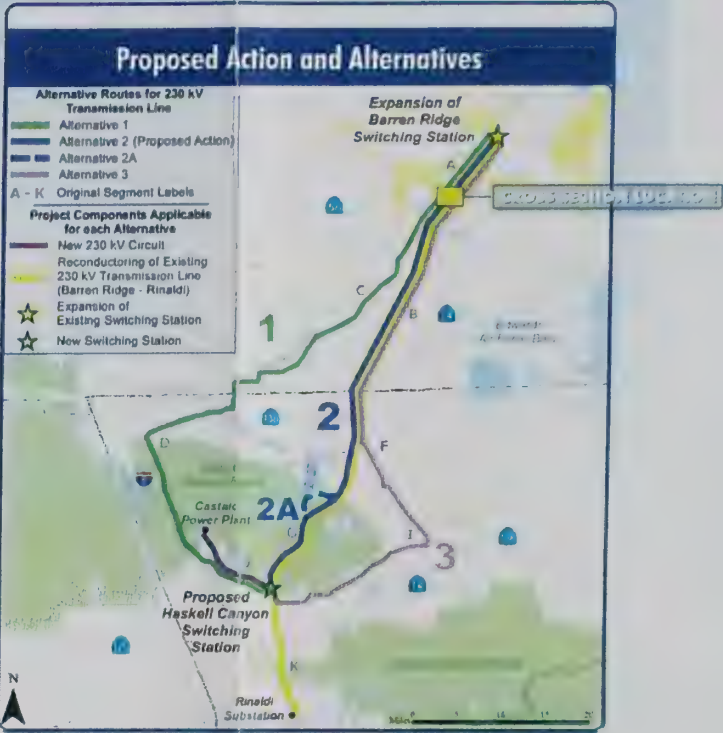 Proposed Action and Alternatives
Alternative Routes for 230 kV
Transmission Line
Alternative 1
Alternative 2 (Proposed Action)
Alternative 2A
Alternative 3
A - K Original Segment Labels
Project Components Applicable
for each Alternative
New 230 kV Circuit
Reconductoring of Existing
230 kV Transmission Line
(Barren Ridge - Rinaldi)
Expansion of
Existing Switching Station
New Switching Station
Expansion of
Barren Ridge
Switching Station
A
CROSS SECTION
C
B
1
2
D
F
Castaic
Power Plant
2A
G
I
3
Proposed
Haskell Canyon
Switching
Station
K
N
Rinaldi
Substation
Miles